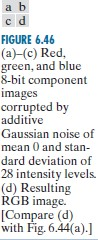 a b
c d
FIGURE 6.46
(a)–(c) Red,
green, and blue
8-bit component
images
corrupted by
additive
Gaussian noise of
mean 0 and stan-
dard deviation of
28 intensity levels.
(d) Resulting
RGB image.
[Compare (d)
with Fig. 6.44(a).]